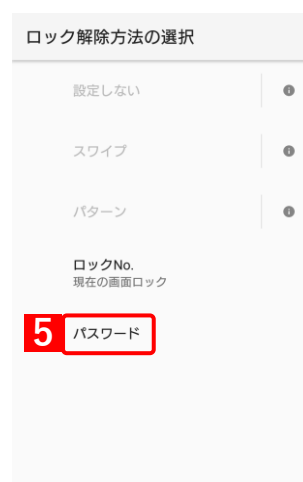 ロック解除方法の選択
設定しない
スワイプ
パターン
ロックNo.
現在の画面ロック
5 パスワード